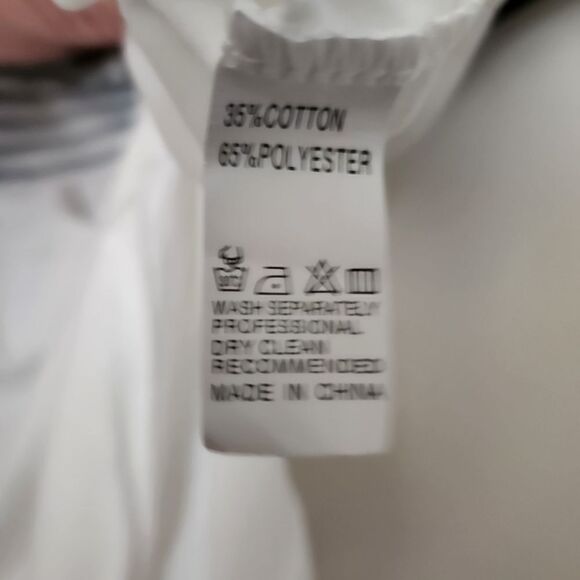 35%COTTON
65%POLYESTER
WASH SEPARATELY
PROFESSIONAL
DRY CLEAN
RECOMMENDED
MADE IN CHINA